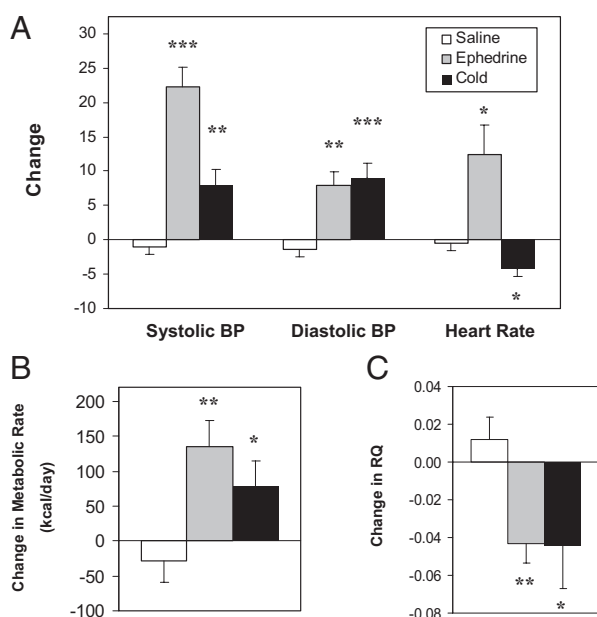 A
Saline
Ephedrine
Cold
Change
30
25
20
15
10
5
0
-5
-10
***
**
**
***
*
*
Systolic BP
Diastolic BP
Heart Rate
B
Change in Metabolic Rate
(kcal/day)
200
150
100
50
0
-50
-100
**
*
C
Change in RQ
0.04
0.02
0.00
-0.02
-0.04
-0.06
-0.08
**
*